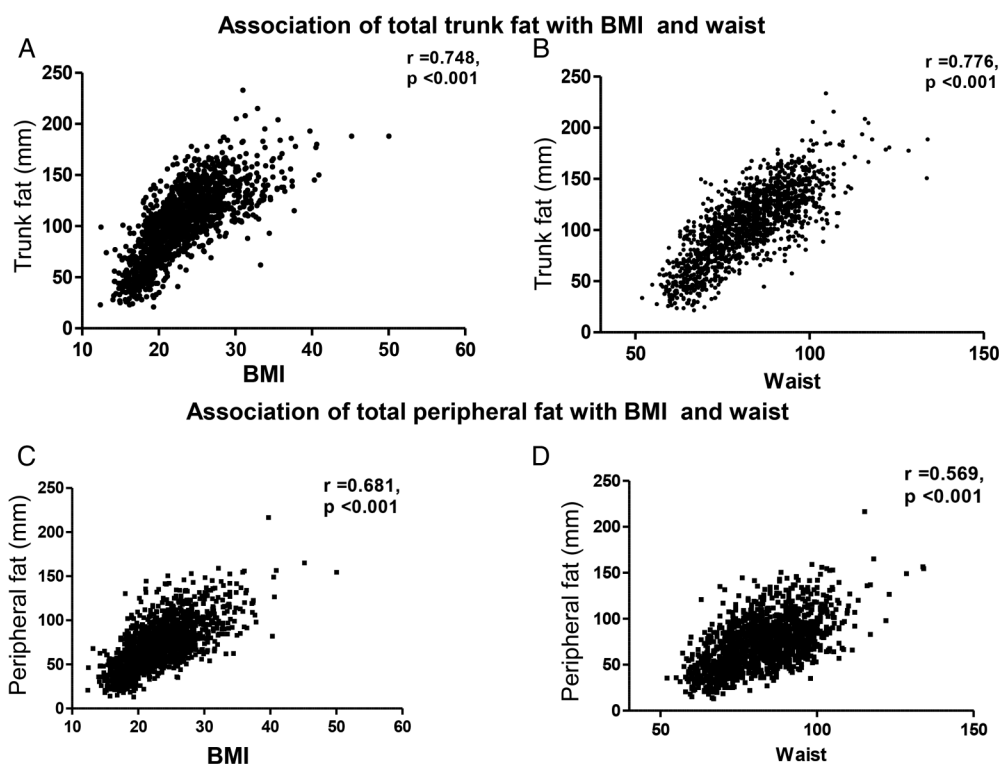 Association of total trunk fat with BMI and waist
A
r =0.748,
p <0.001
250
200
150
100
50
0
Trunk fat (mm)
10 20 30 40 50 60
BMI
B
r =0.776,
p <0.001
250
200
150
100
50
0
Trunk fat (mm)
50 100 150
Waist
Association of total peripheral fat with BMI and waist
C
r =0.681,
p <0.001
250
200
150
100
50
0
Peripheral fat (mm)
10 20 30 40 50 60
BMI
D
r =0.569,
p <0.001
250
200
150
100
50
0
Peripheral fat (mm)
50 100 150
Waist